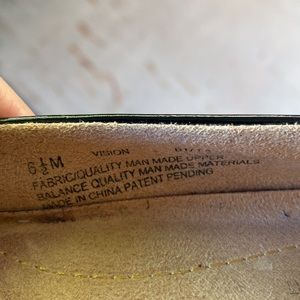 6½M VISION
FABRIC/QUALITY MAN MADE UPPER
BALANCE QUALITY MAN MADE MATERIALS
MADE IN CHINA PATENT PENDING